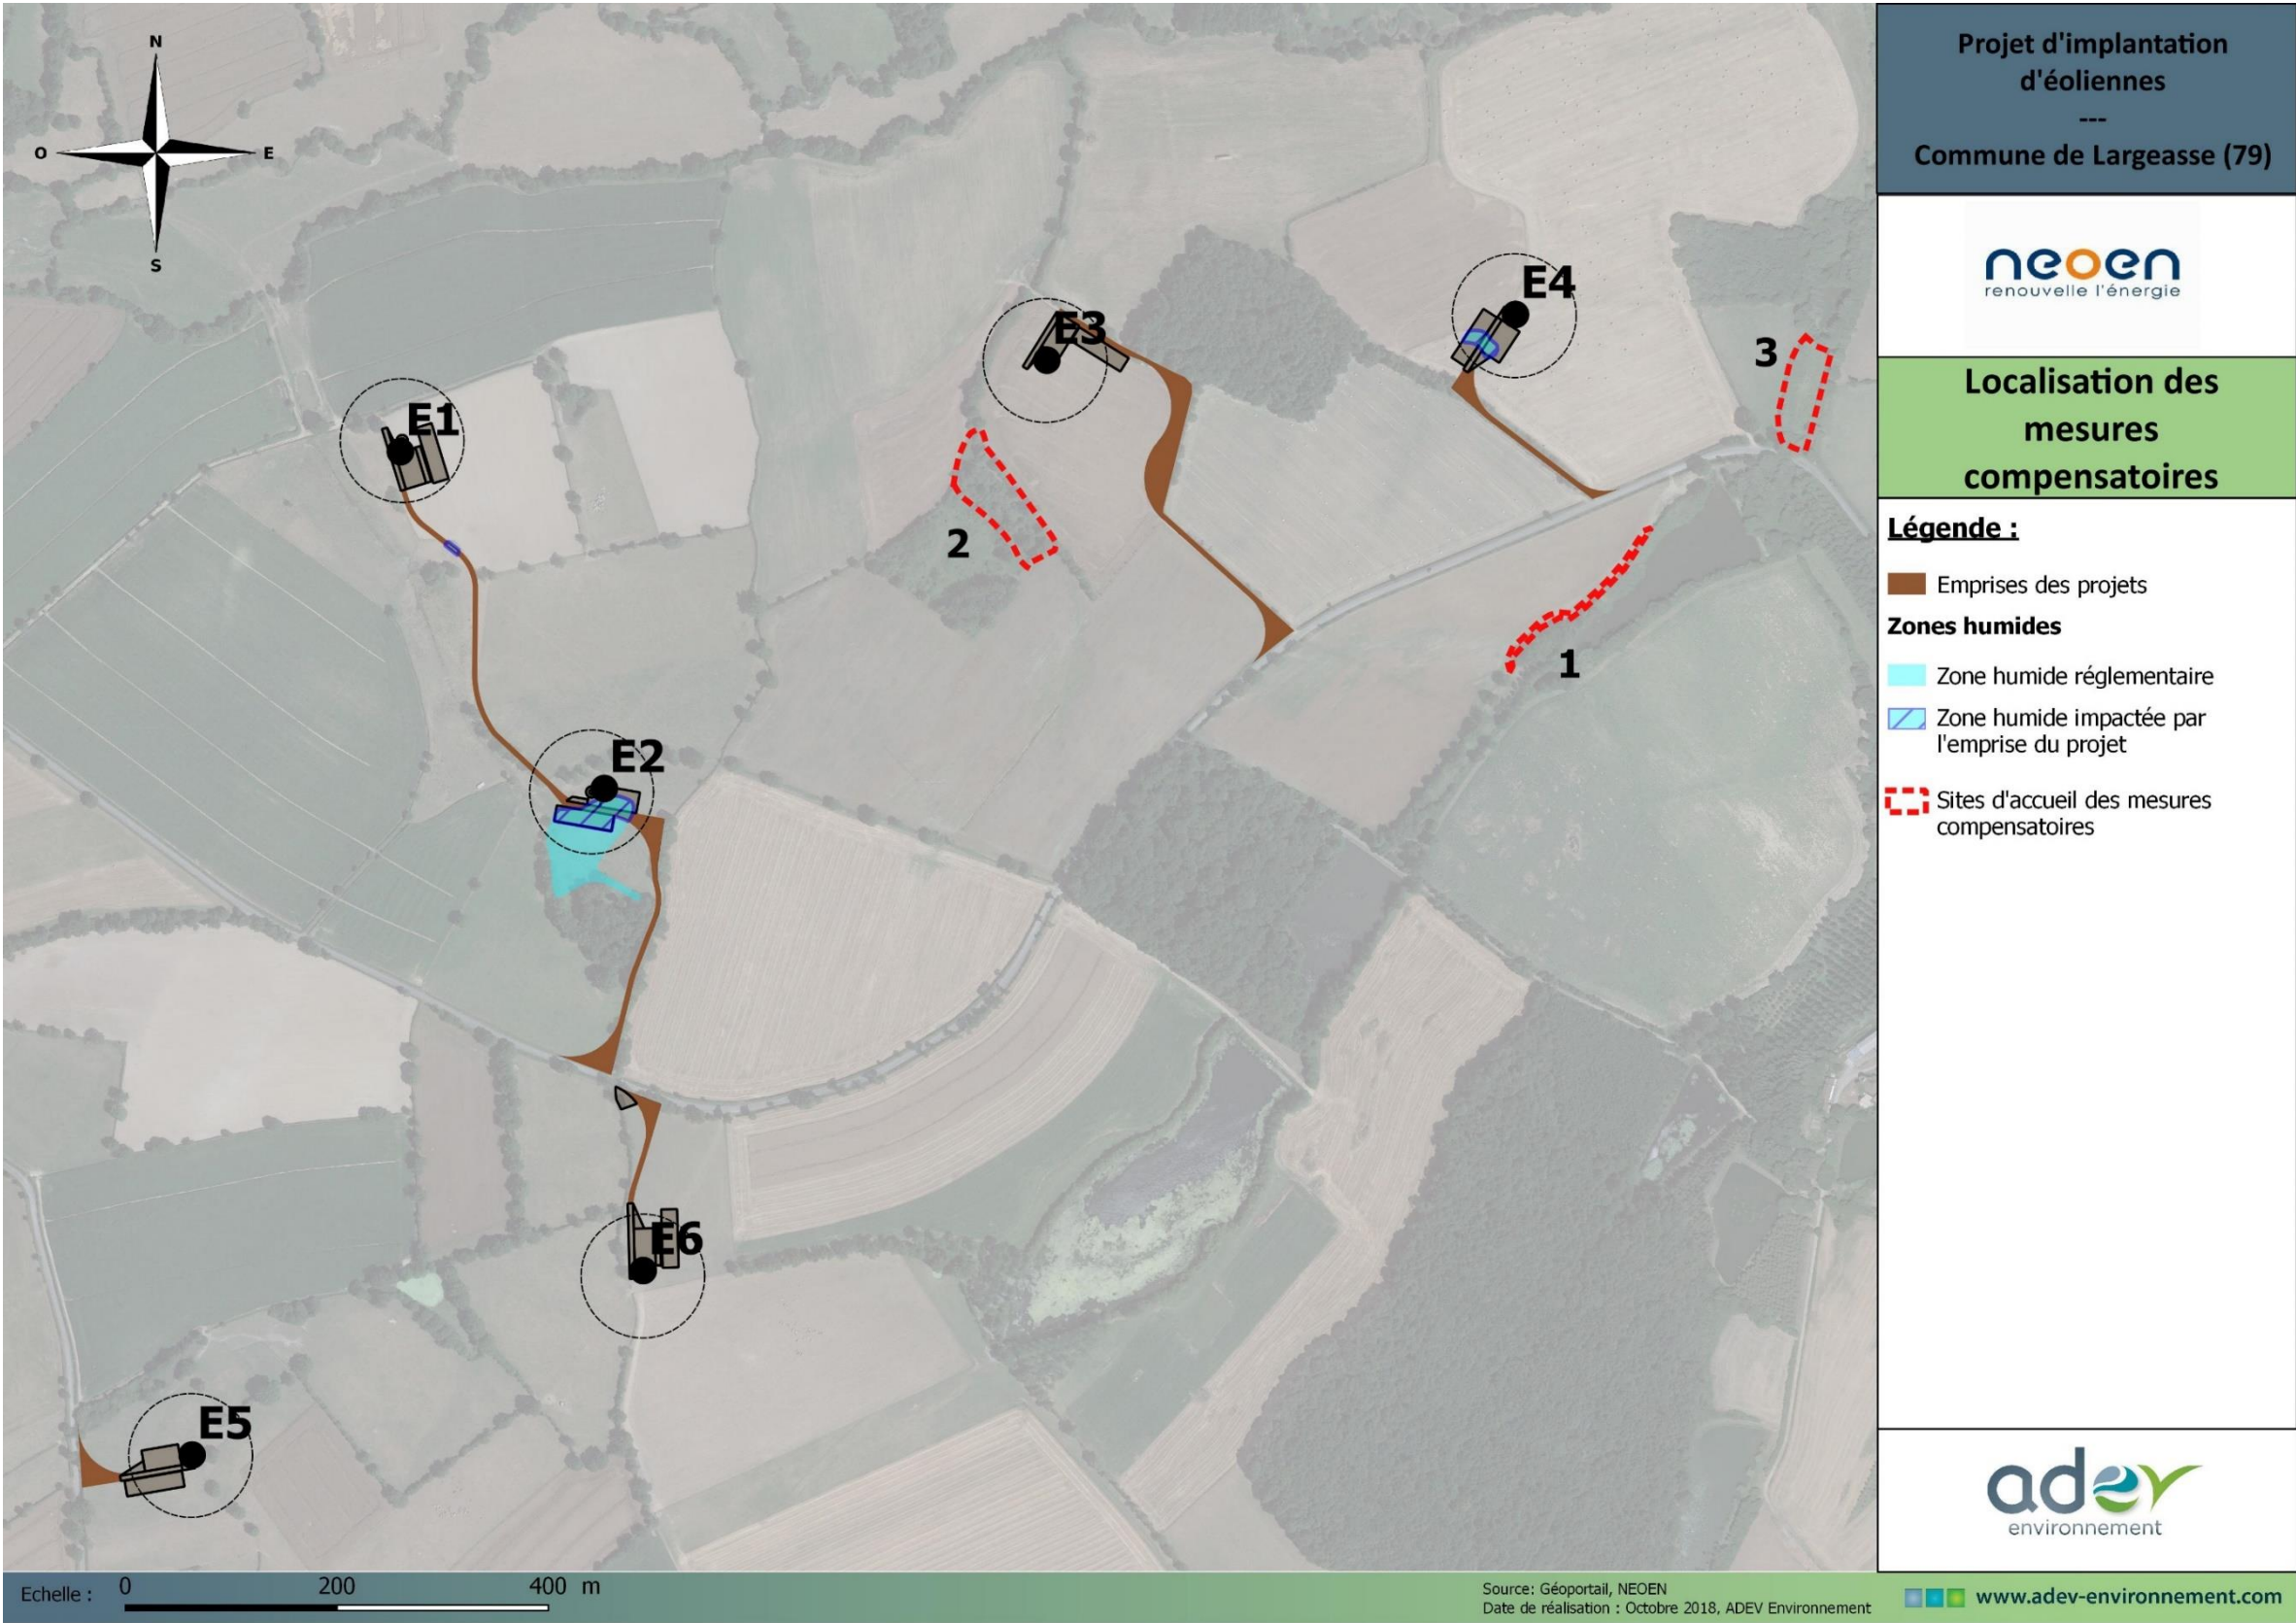 N
O
E
S
E1
E2
E3
E4
E5
E6
1
2
3
Projet d'implantation
d'éoliennes
---
Commune de Largeasse (79)
neoen
renouvelle l'énergie
Localisation des
mesures
compensatoires
Légende :
Emprises des projets
Zones humides
Zone humide réglementaire
Zone humide impactée par
l'emprise du projet
Sites d'accueil des mesures
compensatoires
adev
environnement
Echelle : 0 200 400 m
Source: Géoportail, NEOEN
Date de réalisation : Octobre 2018, ADEV Environnement
www.adev-environnement.com